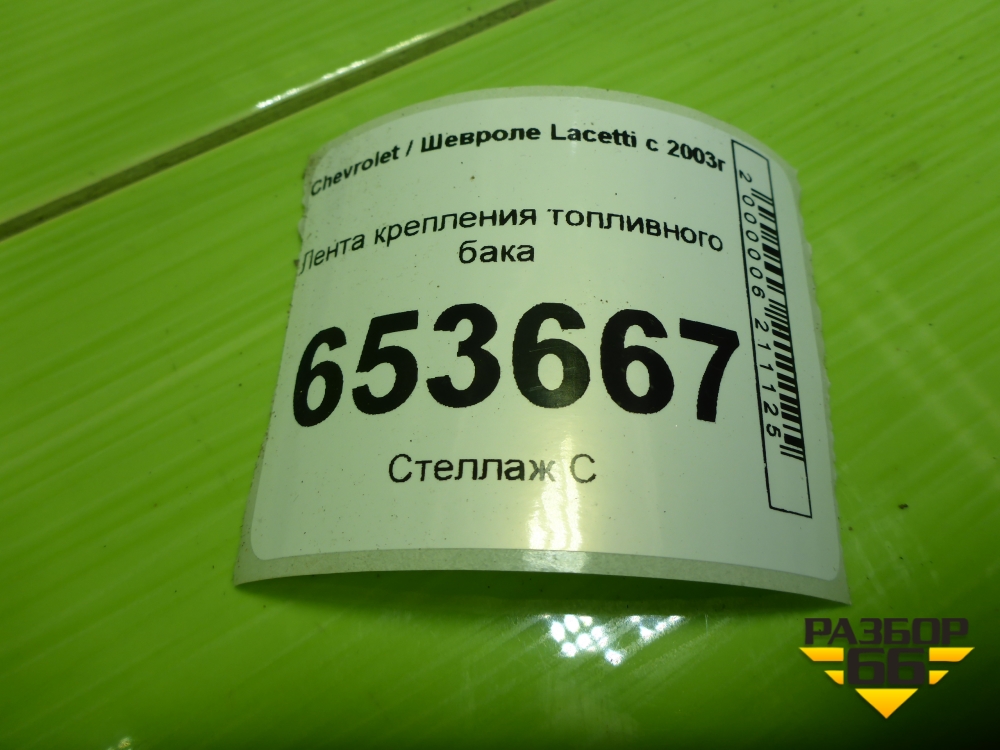 Chevrolet / Шевроле Lacetti с 2003г
Лента крепления топливного
бака
653667
Стеллаж С
2000006211125
РАЗБОР
66